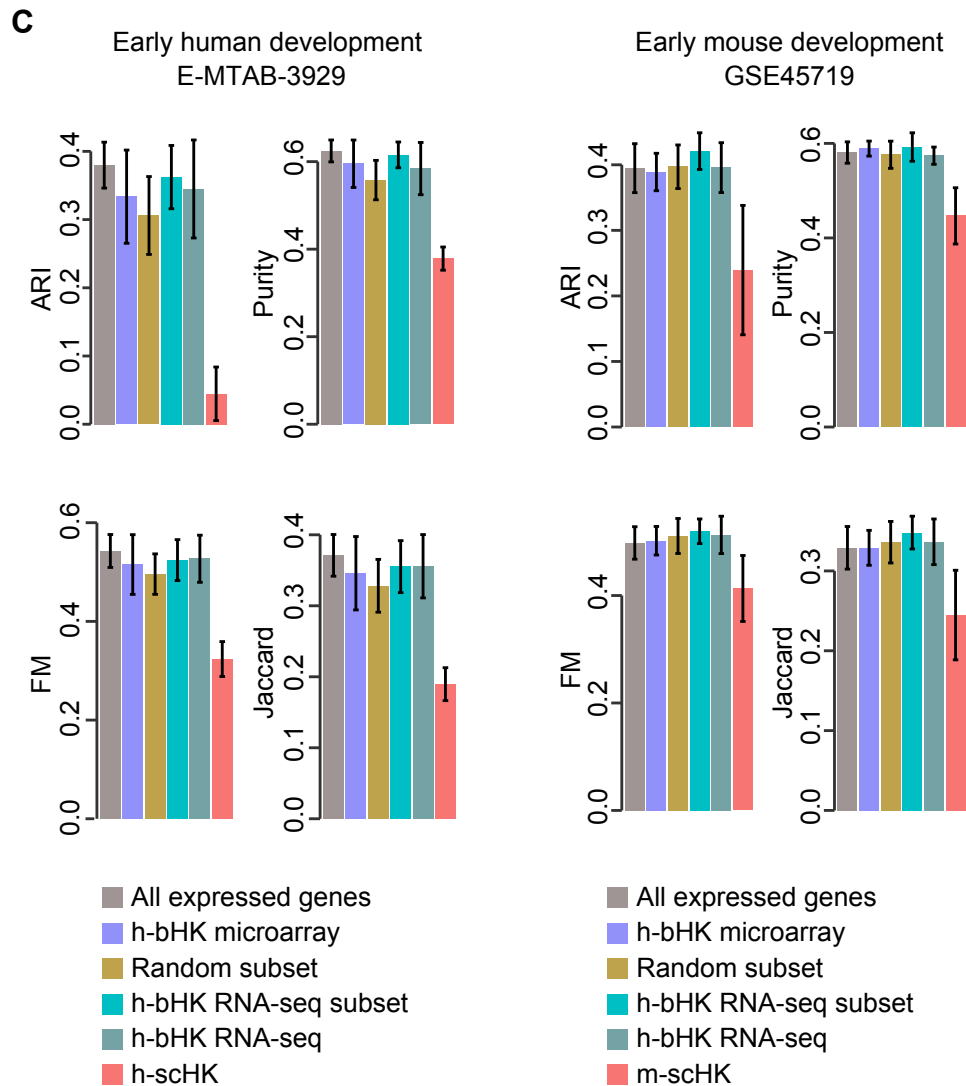 C
Early human development
E-MTAB-3929
Early mouse development
GSE45719
ARI
0.0 0.1 0.2 0.3 0.4
Purity
0.0 0.2 0.4 0.6
ARI
0.0 0.1 0.2 0.3 0.4
Purity
0.0 0.2 0.4 0.6
FM
0.0 0.2 0.4 0.6
Jaccard
0.0 0.1 0.2 0.3 0.4
FM
0.0 0.2 0.4
Jaccard
0.0 0.1 0.3
All expressed genes
h-bHK microarray
Random subset
h-bHK RNA-seq subset
h-bHK RNA-seq
h-scHK
All expressed genes
h-bHK microarray
Random subset
h-bHK RNA-seq subset
h-bHK RNA-seq
m-scHK